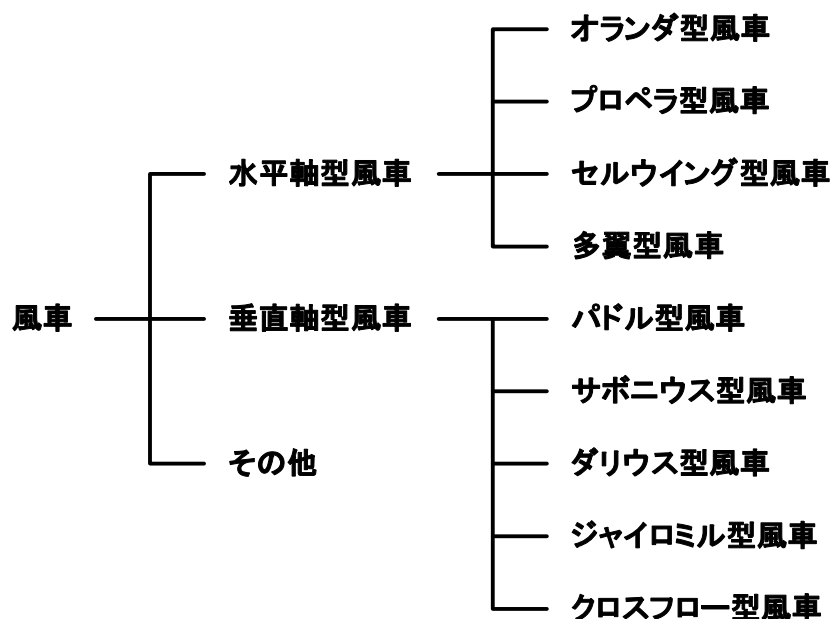 風車
水平軸型風車
オランダ型風車
プロペラ型風車
セルウイング型風車
多翼型風車
垂直軸型風車
パドル型風車
サボニウス型風車
ダリウス型風車
ジャイロミル型風車
クロスフロー型風車
その他